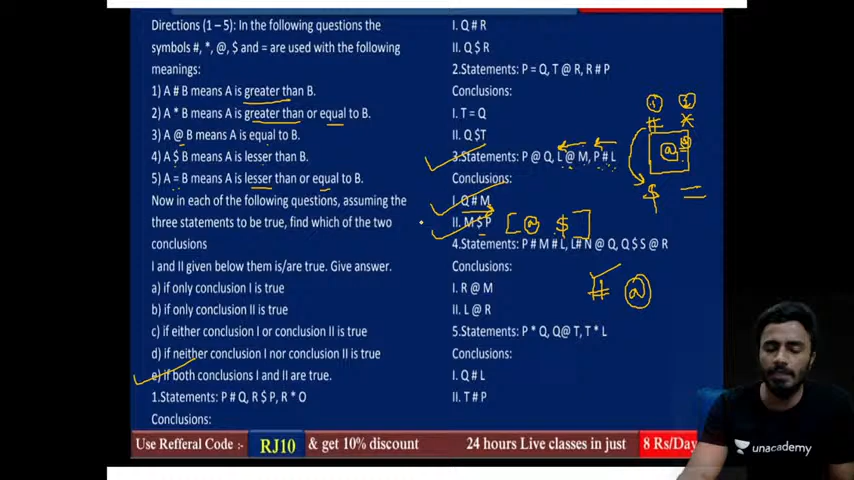 Directions (1 – 5): In the following questions the
symbols #, *, @, $ and = are used with the following
meanings:
1) A # B means A is greater than B.
2) A * B means A is greater than or equal to B.
3) A @ B means A is equal to B.
4) A $ B means A is lesser than B.
5) A = B means A is lesser than or equal to B.
Now in each of the following questions, assuming the
three statements to be true, find which of the two
conclusions
I and II given below them is/are true. Give answer.
a) if only conclusion I is true
b) if only conclusion II is true
c) if either conclusion I or conclusion II is true
d) if neither conclusion I nor conclusion II is true
e) if both conclusions I and II are true.
1.Statements: P # Q, R $ P, R * O
Conclusions:
I. Q # R
II. Q $ R
2.Statements: P = Q, T @ R, R # P
Conclusions:
I. T = Q
II. Q $T
3.Statements: P @ Q, L @ M, P # L
Conclusions:
I. Q # M
II. M $ P [ @ $ ]
4.Statements: P # M # L, L# N @ Q, Q $ S @ R
Conclusions:
I. R @ M
II. L @ R
5.Statements: P * Q, Q@ T, T * L
Conclusions:
I. Q # L
II. T # P
# *
@
$ =
# @
Use Refferal Code :- RJ10 & get 10% discount 24 hours Live classes in just 8 Rs/Day
unacademy